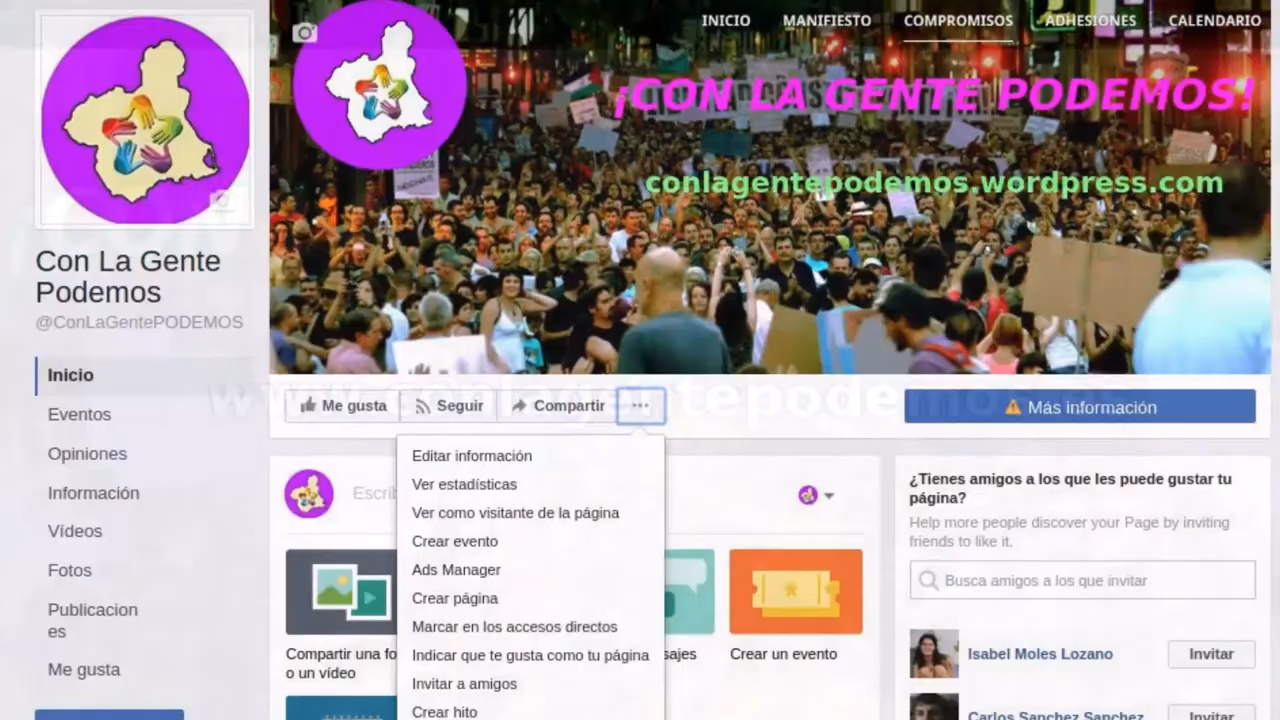 INICIO MANIFIESTO COMPROMISOS ADHESIONES CALENDARIO
¡CON LA GENTE PODEMOS!
conlagentepodemos.wordpress.com
Con La Gente
Podemos
@ConLaGentePODEMOS
Inicio
Eventos
Opiniones
Información
Vídeos
Fotos
Publicacion
es
Me gusta
www.conlagentepodemos
Me gusta Seguir Compartir ...
Más información
Editar información
Ver estadísticas
Ver como visitante de la página
Crear evento
Ads Manager
Crear página
Marcar en los accesos directos
Indicar que te gusta como tu página
Invitar a amigos
Crear hito
Escrib
Compartir una fo
o un vídeo
sajes
Crear un evento
¿Tienes amigos a los que les puede gustar tu
página?
Help more people discover your Page by inviting
friends to like it.
Busca amigos a los que invitar
Isabel Moles Lozano Invitar
Carlos Sanchez Sanchez Invitar